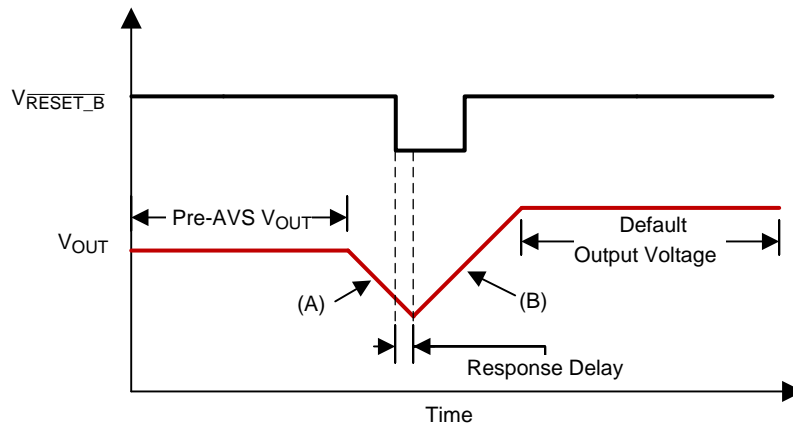 VRESET_B
Pre-AVS VOUT
VOUT
Default
Output Voltage
(A)
(B)
Response Delay
Time